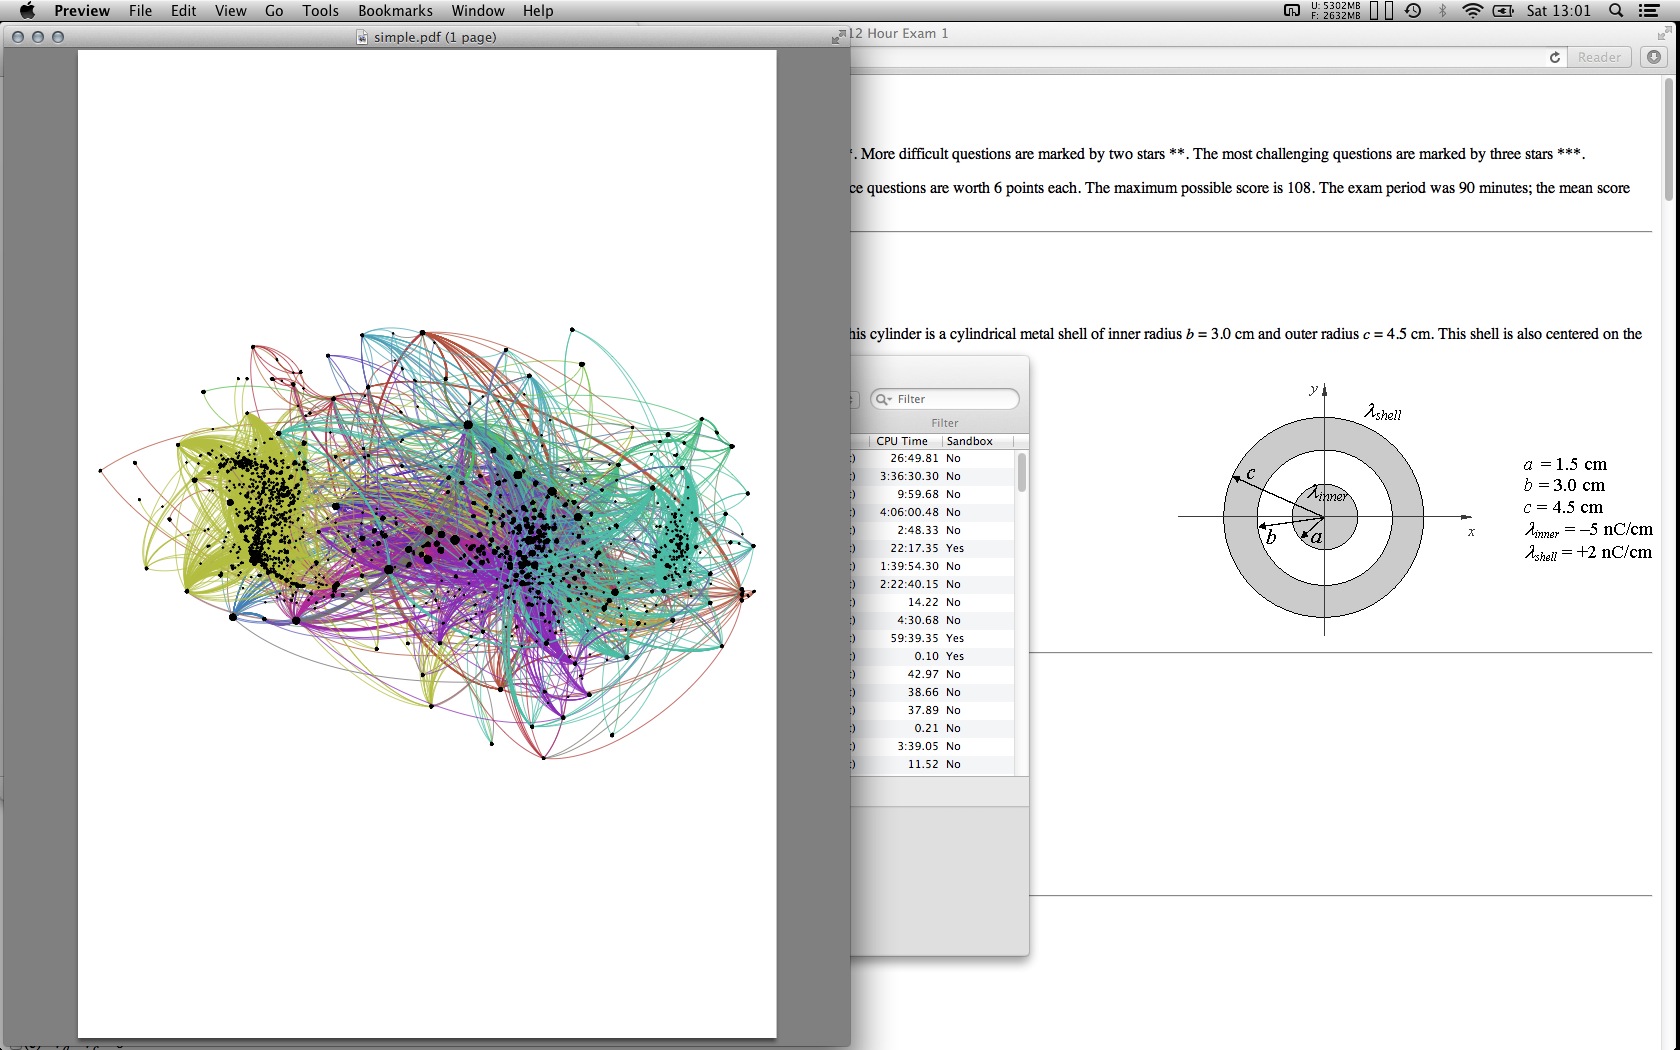 Preview File Edit View Go Tools Bookmarks Window Help
U: 5302MB
F: 2632MB
Sat 13:01
simple.pdf (1 page)
12 Hour Exam 1
Reader
. More difficult questions are marked by two stars **. The most challenging questions are marked by three stars ***.
ce questions are worth 6 points each. The maximum possible score is 108. The exam period was 90 minutes; the mean score
his cylinder is a cylindrical metal shell of inner radius b = 3.0 cm and outer radius c = 4.5 cm. This shell is also centered on the
Filter
Filter
CPU Time Sandbox
26:49.81 No
3:36:30.30 No
9:59.68 No
4:06:00.48 No
2:48.33 No
22:17.35 Yes
1:39:54.30 No
2:22:40.15 No
14.22 No
4:30.68 No
59:39.35 Yes
0.10 Yes
42.97 No
38.66 No
37.89 No
0.21 No
3:39.05 No
11.52 No
y
λshell
c
λinner
b
a
x
a = 1.5 cm
b = 3.0 cm
c = 4.5 cm
λinner = –5 nC/cm
λshell = +2 nC/cm